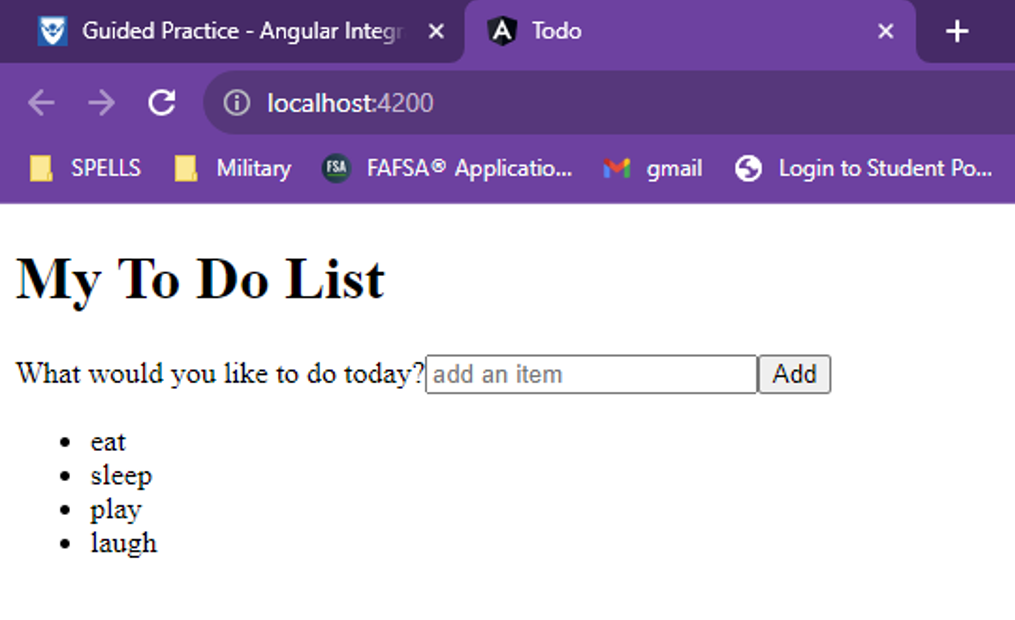 Guided Practice - Angular Integr
Todo
localhost:4200
SPELLS Military FSA FAFSA® Applicatio... gmail Login to Student Po...
My To Do List
What would you like to do today? add an item Add
• eat
• sleep
• play
• laugh